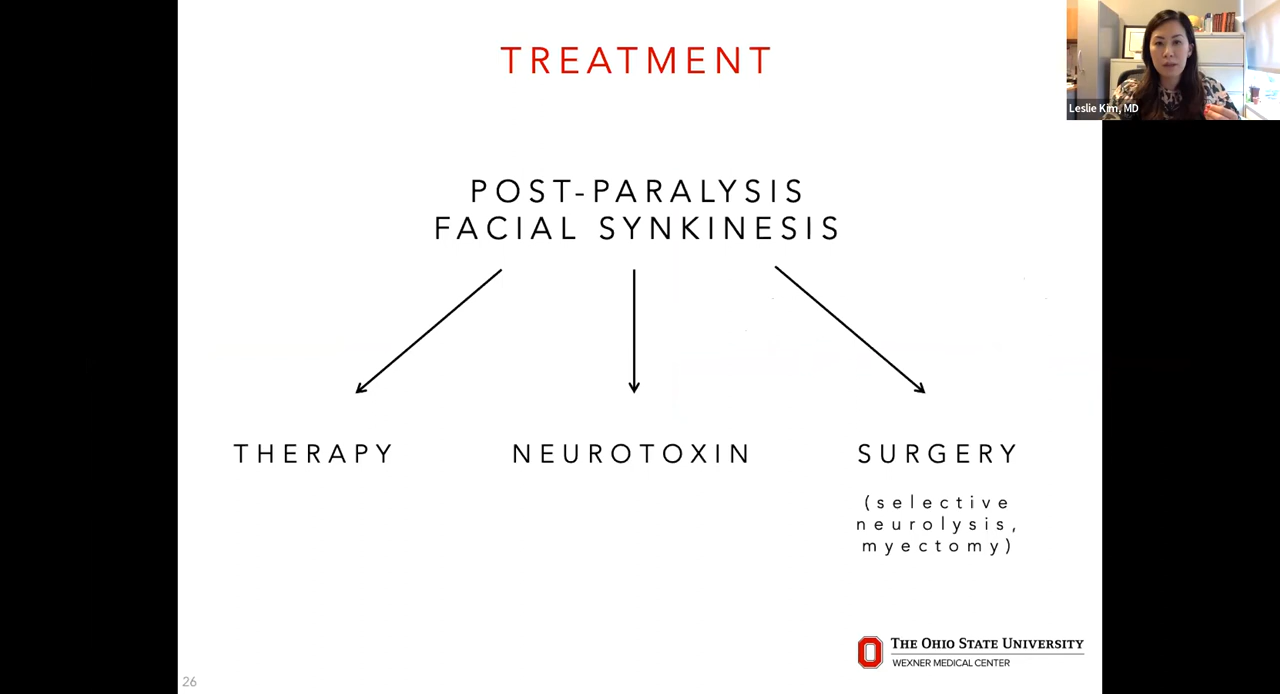 TREATMENT
Leslie Kim, MD
POST-PARALYSIS
FACIAL SYNKINESIS
THERAPY
NEUROTOXIN
SURGERY
(selective
neurolysis,
myectomy)
THE OHIO STATE UNIVERSITY
WEXNER MEDICAL CENTER
26